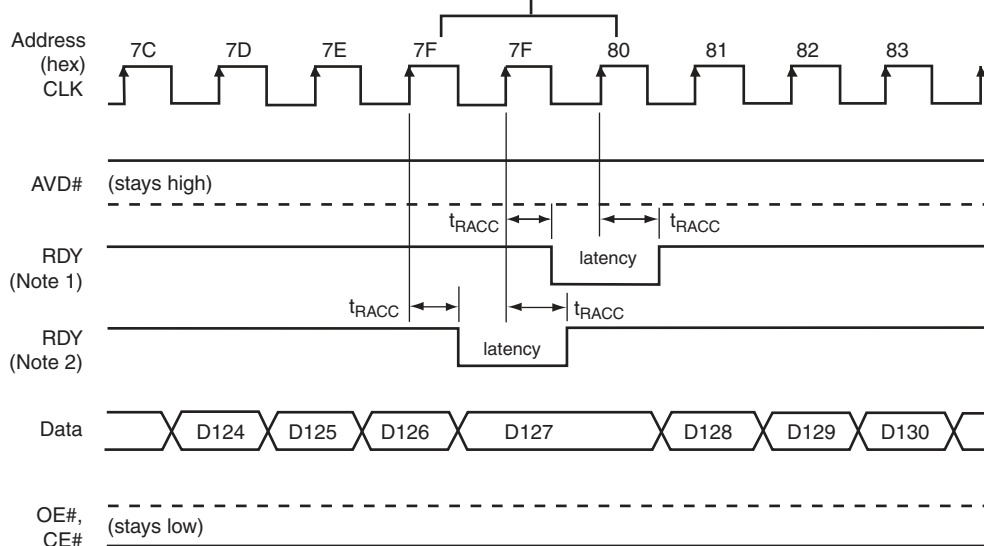 Address
(hex)
CLK
7C 7D 7E 7F 7F 80 81 82 83
AVD# (stays high)
tRACC tRACC
RDY
(Note 1)
latency
tRACC tRACC
RDY
(Note 2)
latency
Data D124 D125 D126 D127 D128 D129 D130
OE#,
CE#
(stays low)